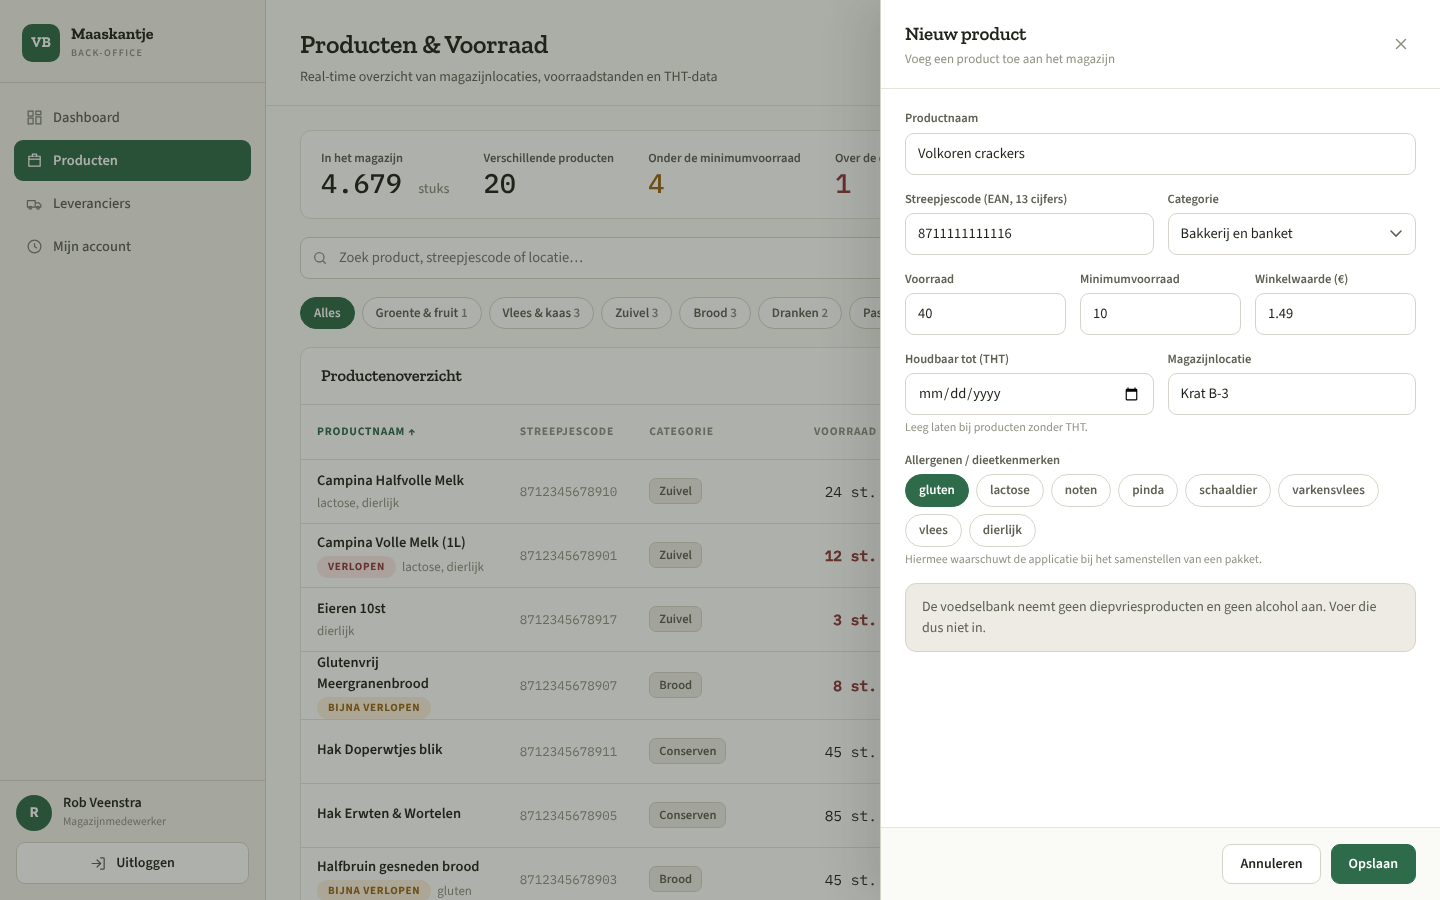 VB
Maaskantje
BACK-OFFICE
Dashboard
Producten
Leveranciers
Mijn account
Rob Veenstra
R
Magazijnmedewerker
Uitloggen
Producten & Voorraad
Real-time overzicht van magazijnlocaties, voorraadstanden en THT-data
In het magazijn
4.679 stuks
Verschillende producten
20
Onder de minimumvoorraad
4
Over de
1
Zoek product, streepjescode of locatie…
Alles
Groente & fruit 1
Vlees & kaas 3
Zuivel 3
Brood 3
Dranken 2
Pas
Productenoverzicht
PRODUCTNAAM ↑ STREEPJESCODE CATEGORIE VOORRAAD
Campina Halfvolle Melk
lactose, dierlijk
8712345678910 Zuivel 24 st.
Campina Volle Melk (1L)
VERLOPEN lactose, dierlijk
8712345678901 Zuivel 12 st.
Eieren 10st
dierlijk
8712345678917 Zuivel 3 st.
Glutenvrij
Meergranenbrood
BIJNA VERLOPEN
8712345678907 Brood 8 st.
Hak Doperwtjes blik 8712345678911 Conserven 45 st.
Hak Erwten & Wortelen 8712345678905 Conserven 85 st.
Halfbruin gesneden brood
BIJNA VERLOPEN gluten
8712345678903 Brood 45 st.
Nieuw product
Voeg een product toe aan het magazijn
Productnaam
Volkoren crackers
Streepjescode (EAN, 13 cijfers)
8711111111116
Categorie
Bakkerij en banket
Voorraad
40
Minimumvoorraad
10
Winkelwaarde (€)
1.49
Houdbaar tot (THT)
mm/dd/yyyy
Leeg laten bij producten zonder THT.
Magazijnlocatie
Krat B-3
Allergenen / dieetkenmerken
gluten lactose noten pinda schaaldier varkensvlees
vlees dierlijk
Hiermee waarschuwt de applicatie bij het samenstellen van een pakket.
De voedselbank neemt geen diepvriesproducten en geen alcohol aan. Voer die
dus niet in.
Annuleren
Opslaan